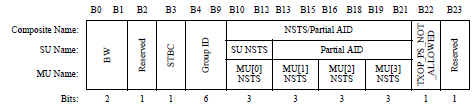 B0 B1 B2 B3 B4 B9 B10 B12 B13 B15 B16 B18 B19 B21 B22 B23
Composite Name: BW Reserved STBC Group ID NSTS/Partial AID TXOP_PS_NOT_ALLOWED Reserved
SU Name: SU NSTS Partial AID
MU Name: MU[0] NSTS MU[1] NSTS MU[2] NSTS MU[3] NSTS
Bits: 2 1 1 6 3 3 3 3 1 1